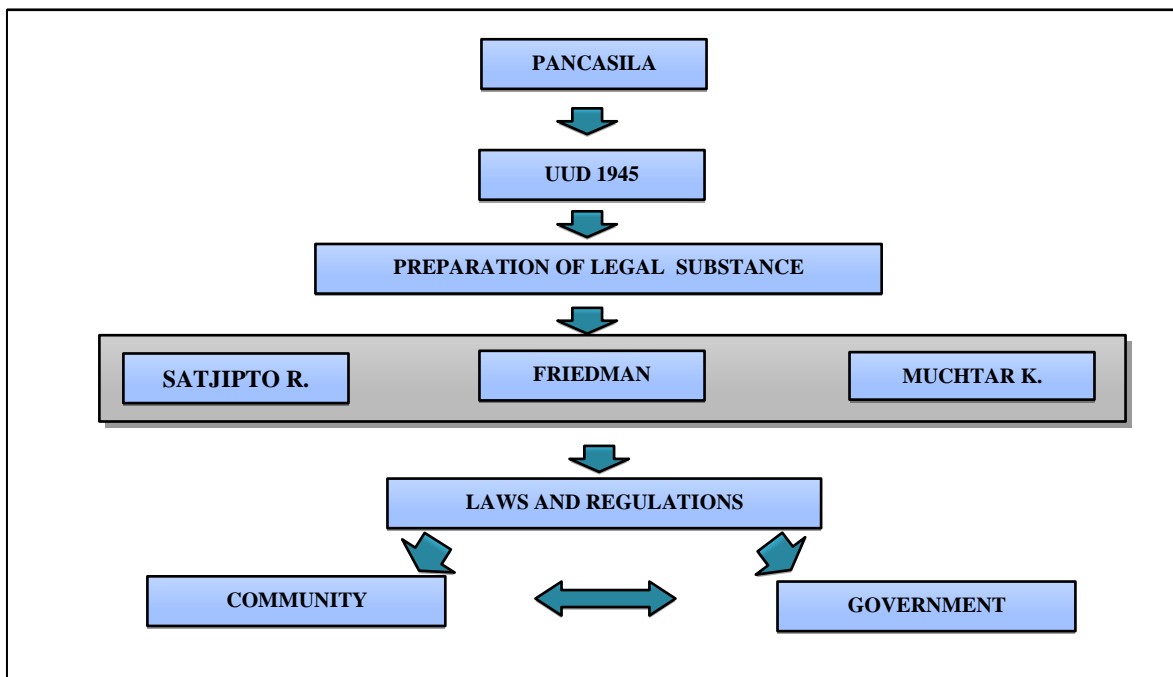 PANCASILA
UUD 1945
PREPARATION OF LEGAL SUBSTANCE
SATJIPTO R.
FRIEDMAN
MUCHTAR K.
LAWS AND REGULATIONS
COMMUNITY
GOVERNMENT